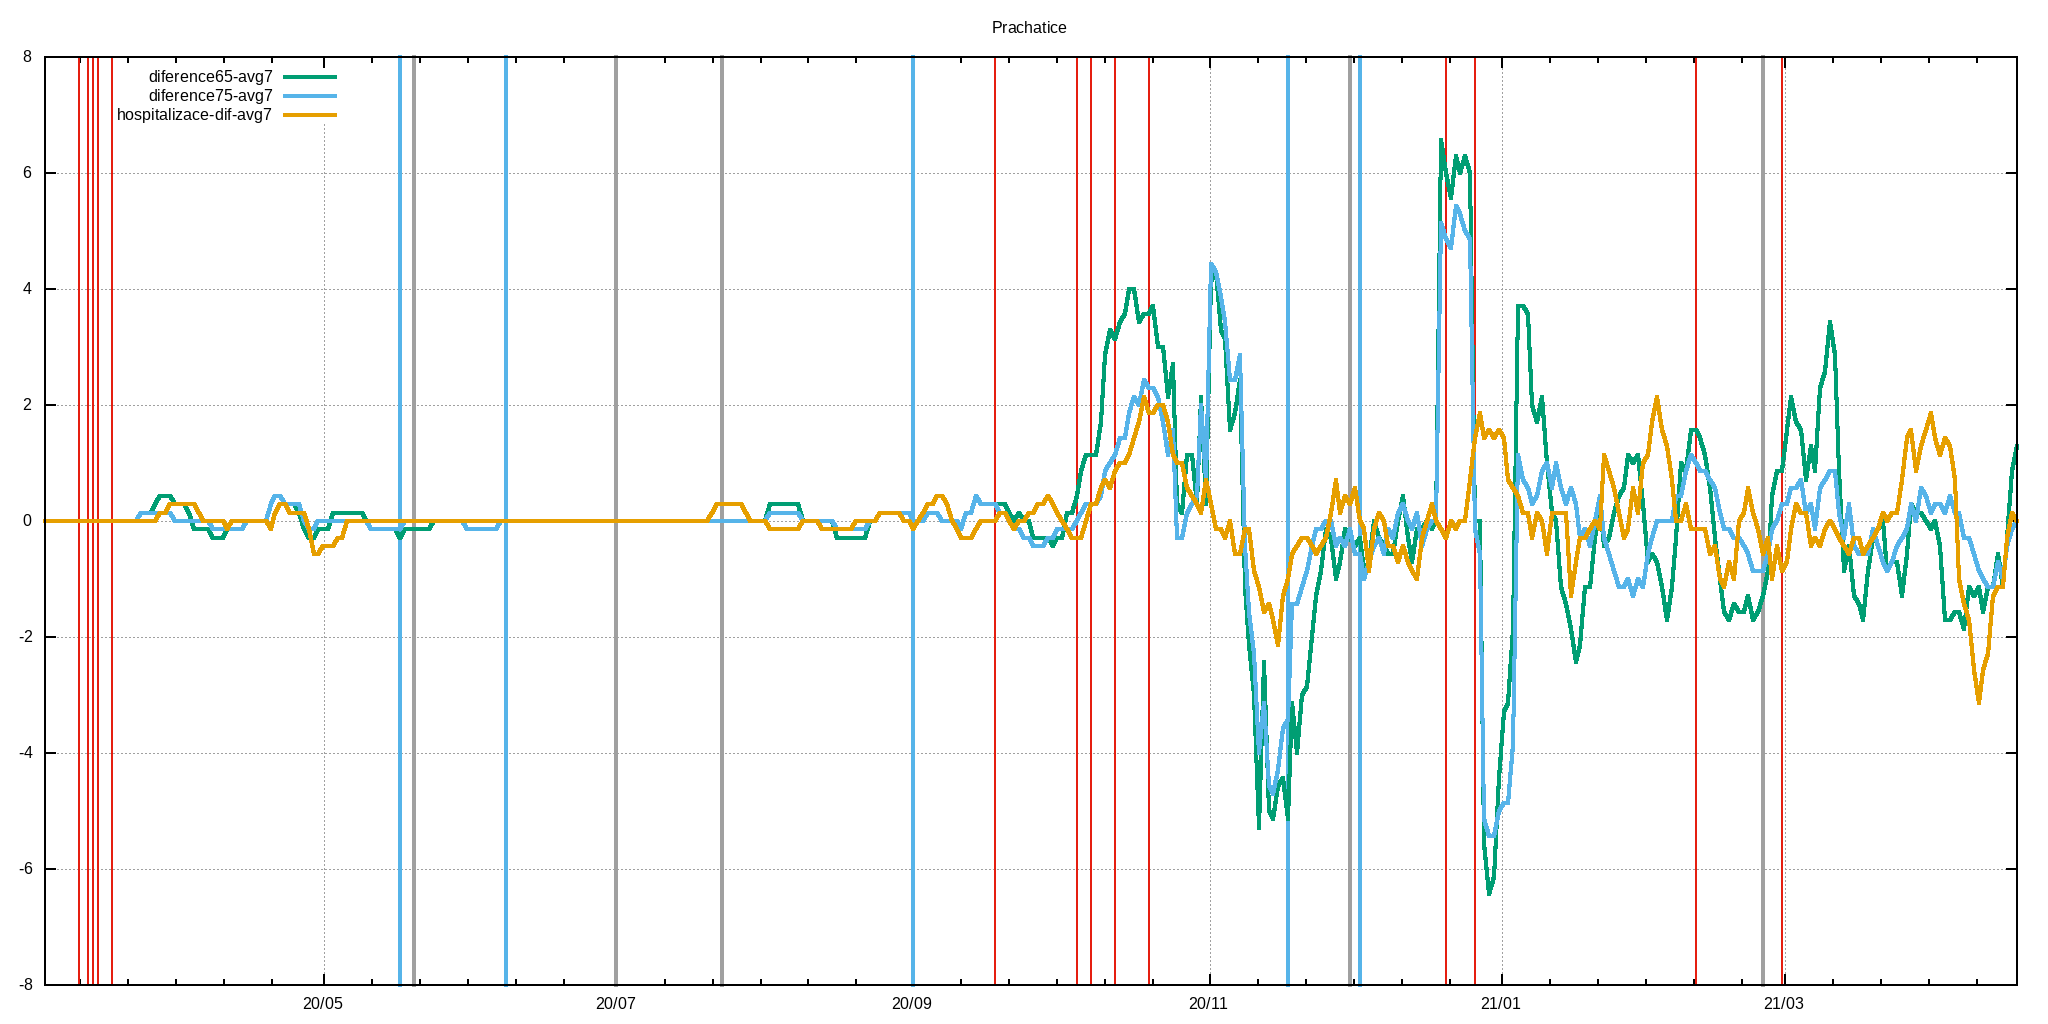 Prachatice
8
diference65-avg7
diference75-avg7
hospitalizace-dif-avg7
6
4
2
0
-2
-4
-6
-8
20/05 20/07 20/09 20/11 21/01 21/03